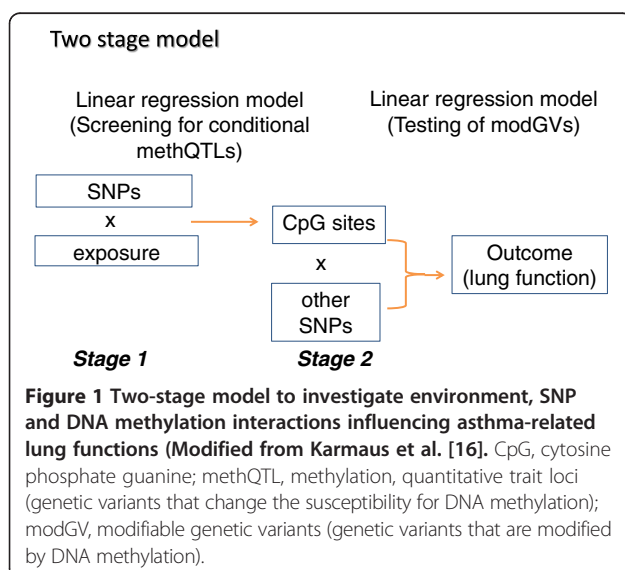 Two stage model
Linear regression model
(Screening for conditional
methQTLs)
Linear regression model
(Testing of modGVs)
SNPs
x
exposure
CpG sites
x
other
SNPs
Outcome
(lung function)
Stage 1
Stage 2
Figure 1 Two-stage model to investigate environment, SNP
and DNA methylation interactions influencing asthma-related
lung functions (Modified from Karmaus et al. [16]. CpG, cytosine
phosphate guanine; methQTL, methylation, quantitative trait loci
(genetic variants that change the susceptibility for DNA methylation);
modGV, modifiable genetic variants (genetic variants that are modified
by DNA methylation).